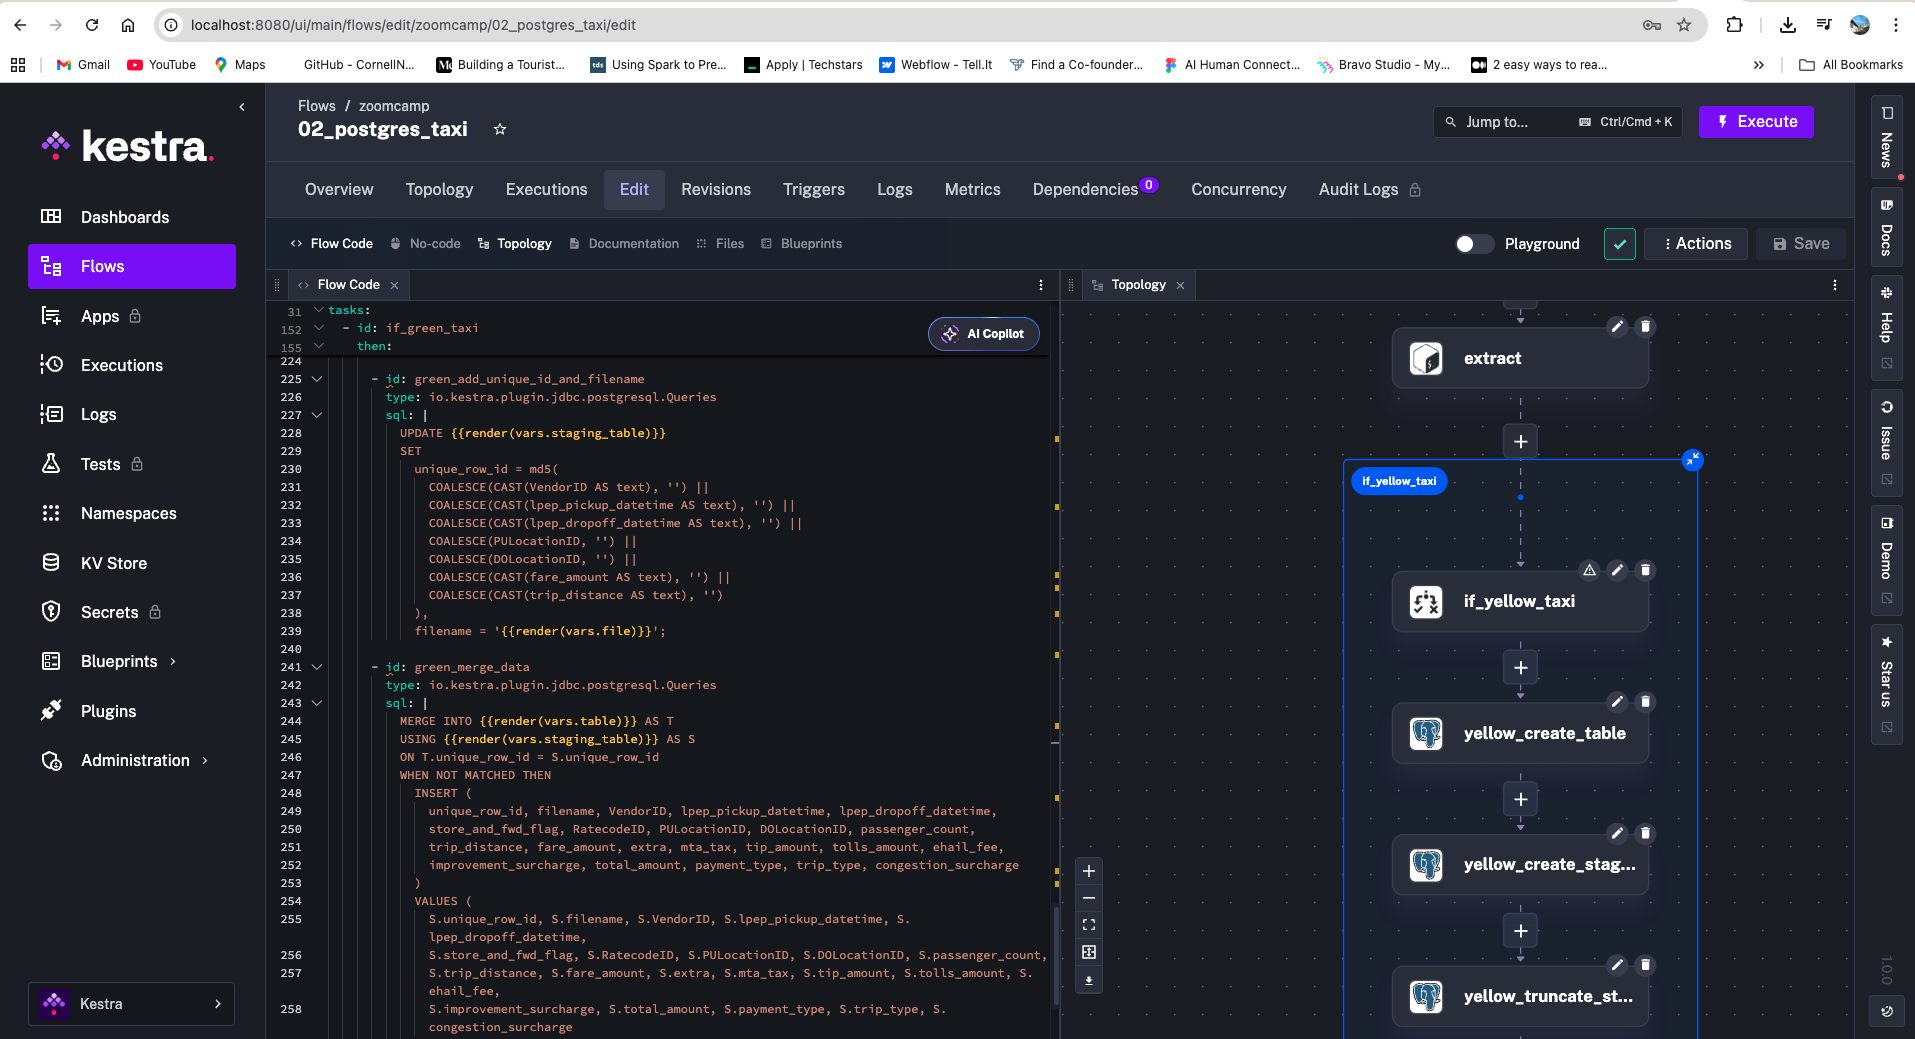 localhost:8080/ui/main/flows/edit/zoomcamp/02_postgres_taxi/edit
Gmail
YouTube
Maps
GitHub - CornellN...
Building a Tourist...
Using Spark to Pre...
Apply | Techstars
Webflow - Tell.It
Find a Co-founder...
AI Human Connect...
Bravo Studio - My...
2 easy ways to rea...
All Bookmarks
kestra.
Dashboards
Flows
Apps
Executions
Logs
Tests
Namespaces
KV Store
Secrets
Blueprints
Plugins
Administration
Kestra
Flows / zoomcamp
02_postgres_taxi
Jump to... Ctrl/Cmd + K
Execute
Overview
Topology
Executions
Edit
Revisions
Triggers
Logs
Metrics
Dependencies 0
Concurrency
Audit Logs
Flow Code
No-code
Topology
Documentation
Files
Blueprints
Playground
Actions
Save
Flow Code
AI Copilot
31 tasks:
152 - id: if_green_taxi
155 then:
224
225 - id: green_add_unique_id_and_filename
226 type: io.kestra.plugin.jdbc.postgresql.Queries
227 sql: |
228 UPDATE {{render(vars.staging_table)}}
229 SET
230 unique_row_id = md5(
231 COALESCE(CAST(VendorID AS text), '') ||
232 COALESCE(CAST(lpep_pickup_datetime AS text), '') ||
233 COALESCE(CAST(lpep_dropoff_datetime AS text), '') ||
234 COALESCE(PULocationID, '') ||
235 COALESCE(DOLocationID, '') ||
236 COALESCE(CAST(fare_amount AS text), '') ||
237 COALESCE(CAST(trip_distance AS text), '')
238 ),
239 filename = '{{render(vars.file)}}';
240
241 - id: green_merge_data
242 type: io.kestra.plugin.jdbc.postgresql.Queries
243 sql: |
244 MERGE INTO {{render(vars.table)}} AS T
245 USING {{render(vars.staging_table)}} AS S
246 ON T.unique_row_id = S.unique_row_id
247 WHEN NOT MATCHED THEN
248 INSERT (
249 unique_row_id, filename, VendorID, lpep_pickup_datetime, lpep_dropoff_datetime,
250 store_and_fwd_flag, RatecodeID, PULocationID, DOLocationID, passenger_count,
251 trip_distance, fare_amount, extra, mta_tax, tip_amount, tolls_amount, ehail_fee,
252 improvement_surcharge, total_amount, payment_type, trip_type, congestion_surcharge
253 )
254 VALUES (
255 S.unique_row_id, S.filename, S.VendorID, S.lpep_pickup_datetime, S.
lpep_dropoff_datetime,
256 S.store_and_fwd_flag, S.RatecodeID, S.PULocationID, S.DOLocationID, S.passenger_count,
257 S.trip_distance, S.fare_amount, S.extra, S.mta_tax, S.tip_amount, S.tolls_amount, S.
ehail_fee,
258 S.improvement_surcharge, S.total_amount, S.payment_type, S.trip_type, S.
congestion_surcharge
Topology
extract
if_yellow_taxi
if_yellow_taxi
yellow_create_table
yellow_create_stag...
yellow_truncate_st...
News
Docs
Help
Issue
Demo
Star us
1.0.0